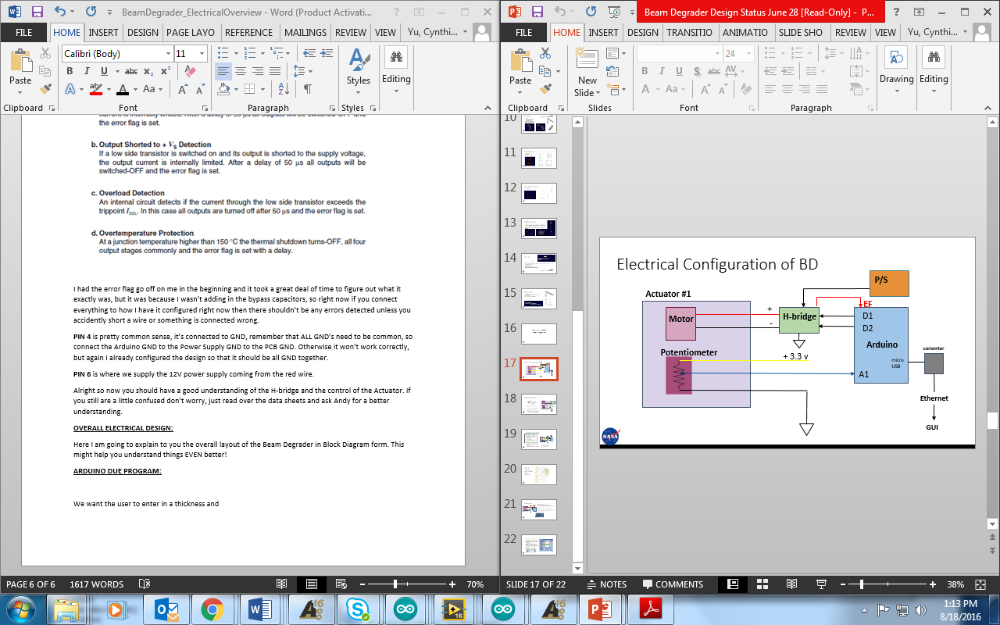 BeamDegrader_ElectricalOverview - Word (Product Activati...
FILE HOME INSERT DESIGN PAGE LAYO REFERENCE MAILINGS REVIEW VIEW Yu, Cynthi...
Calibri (Body) 11
Paste
Styles
Editing
Clipboard Font Paragraph Styles
the error flag is set.
b. Output Shorted to + Vs Detection
If a low side transistor is switched on and its output is shorted to the supply voltage,
the output current is internally limited. After a delay of 50 µs all outputs will be
switched-OFF and the error flag is set.
c. Overload Detection
An internal circuit detects if the current through the low side transistor exceeds the
trippoint ISDL. In this case all outputs are turned off after 50 µs and the error flag is set.
d. Overtemperature Protection
At a junction temperature higher than 150 °C the thermal shutdown turns-OFF, all four
output stages commonly and the error flag is set with a delay.
I had the error flag go off on me in the beginning and it took a great deal of time to figure out what it
exactly was, but it was because I wasn't adding in the bypass capacitors, so right now if you connect
everything to how I have it configured right now then there shouldn't be any errors detected unless you
accidently short a wire or something is connected wrong.
PIN 4 is pretty common sense, it's connected to GND, remember that ALL GND's need to be common, so
connect the Arduino GND to the Power Supply GND to the PCB GND. Otherwise it won't work correctly,
but again I already configured the design so that it should be all GND together.
PIN 6 is where we supply the 12V power supply coming from the red wire.
Alright so now you should have a good understanding of the H-bridge and the control of the Actuator. If
you still are a little confused don't worry, just read over the data sheets and ask Andy for a better
understanding.
OVERALL ELECTRICAL DESIGN:
Here I am going to explain to you the overall layout of the Beam Degrader in Block Diagram form. This
might help you understand things EVEN better!
ARDUINO DUE PROGRAM:
We want the user to enter in a thickness and
PAGE 6 OF 6 1617 WORDS 70%
Beam Degrader Design Status June 28 [Read-Only] - P...
FILE HOME INSERT DESIGN TRANSITIO ANIMATIO SLIDE SHO REVIEW VIEW Yu, Cynthi...
24
Paste
New
Slide
Drawing
Editing
Clipboard Slides Font Paragraph
10
11
12
13
14
15
16
17
18
19
20
21
22
Electrical Configuration of BD
P/S
Actuator #1
Motor
+
-
H-bridge
EF
D1
D2
Arduino
Potentiometer
+ 3.3 v
micro
USB
convertor
A1
Ethernet
GUI
NASA
SLIDE 17 OF 22 NOTES COMMENTS 38%
1:13 PM
8/18/2016